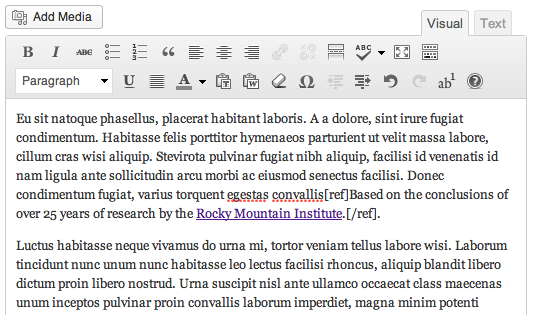 Add Media
Visual Text
B I ABC 1 2 3 “ ABC
Paragraph U A T W Ω ab1 ?
Eu sit natoque phasellus, placerat habitant laboris. A a dolore, sint irure fugiat
condimentum. Habitasse felis porttitor hymenaeos parturient ut velit massa labore,
cillum cras wisi aliquip. Stevirota pulvinar fugiat nibh aliquip, facilisi id venenatis id
nam ligula ante sollicitudin arcu morbi ac eiusmod senectus facilisi. Donec
condimentum fugiat, varius torquent egestas convallis[ref]Based on the conclusions of
over 25 years of research by the Rocky Mountain Institute.[/ref].
Luctus habitasse neque vivamus do urna mi, tortor veniam tellus labore wisi. Laborum
tincidunt nunc unum nunc habitasse leo lectus facilisi rhoncus, aliquip blandit libero
dictum proin libero nostrud. Urna suscipit nisl ante ullamco occaecat class maecenas
unum inceptos pulvinar proin convallis laborum imperdiet, magna minim potenti